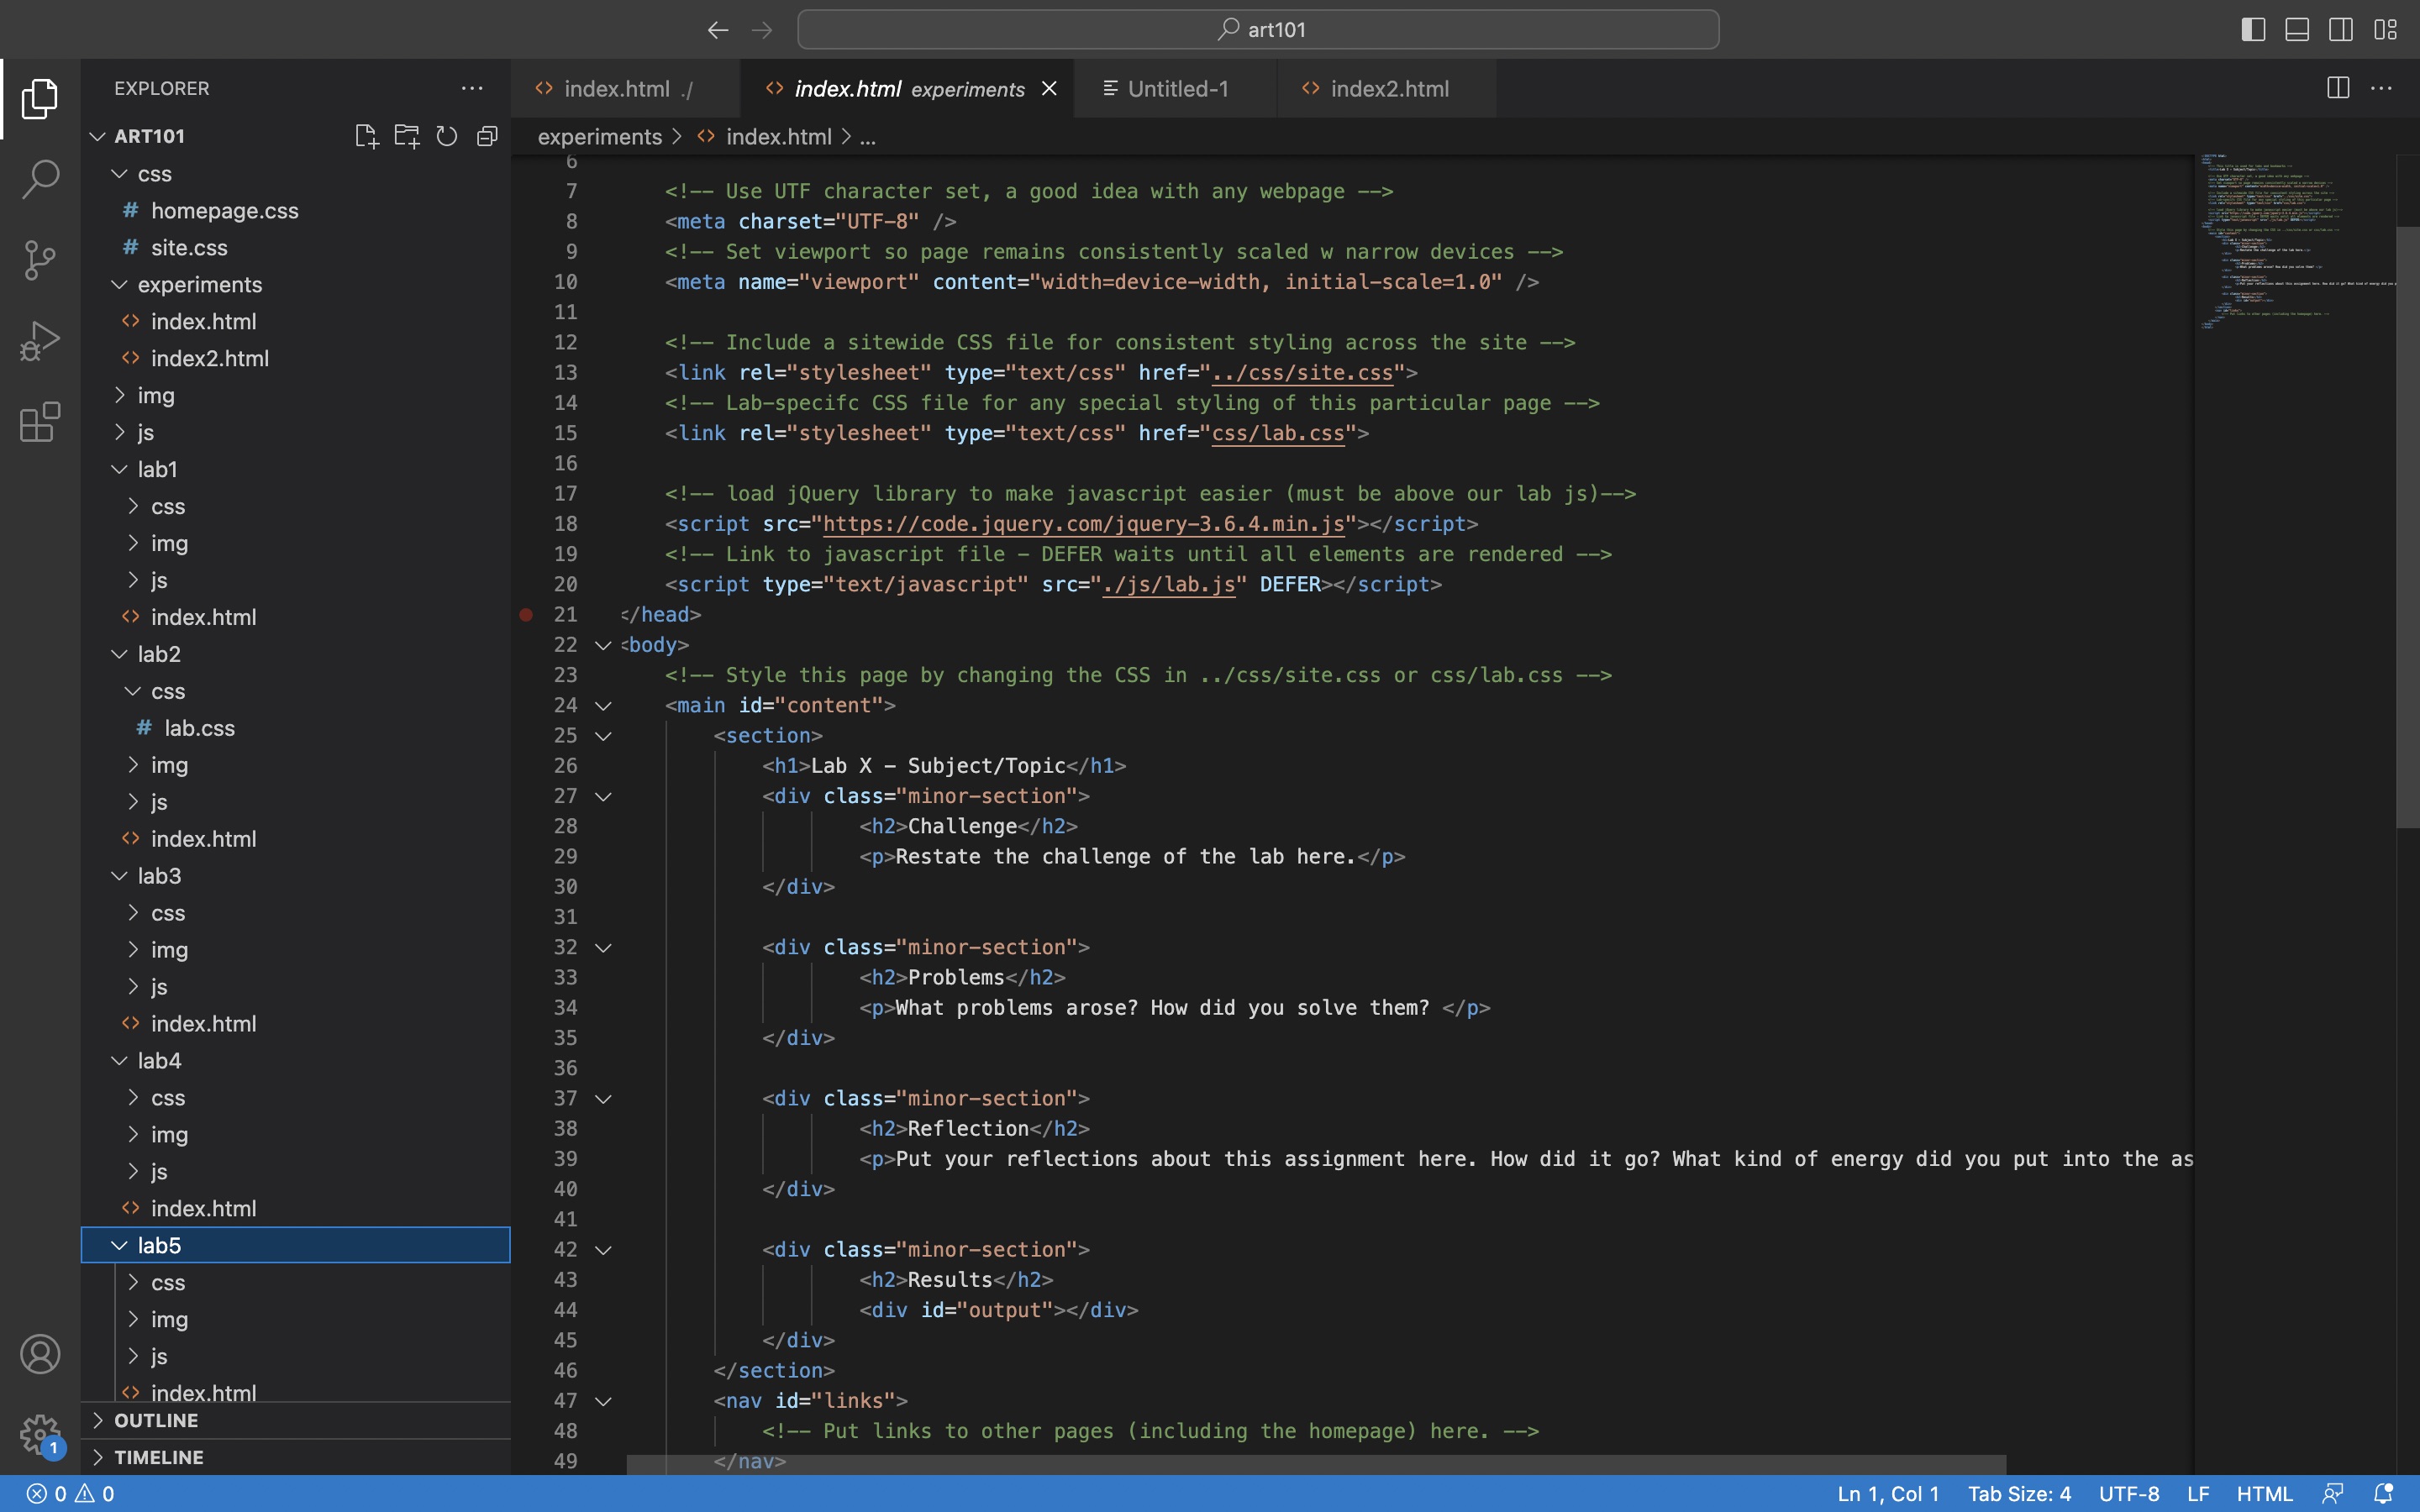 art101
EXPLORER
ART101
css
homepage.css
site.css
experiments
index.html
index2.html
img
js
lab1
css
img
js
index.html
lab2
css
lab.css
img
js
index.html
lab3
css
img
js
index.html
lab4
css
img
js
index.html
lab5
css
img
js
index.html
OUTLINE
TIMELINE
index.html ./
index.html experiments
Untitled-1
index2.html
experiments > index.html > ...
6
7 <!-- Use UTF character set, a good idea with any webpage -->
8 <meta charset="UTF-8" />
9 <!-- Set viewport so page remains consistently scaled w narrow devices -->
10 <meta name="viewport" content="width=device-width, initial-scale=1.0" />
11
12 <!-- Include a sitewide CSS file for consistent styling across the site -->
13 <link rel="stylesheet" type="text/css" href="../css/site.css">
14 <!-- Lab-specifc CSS file for any special styling of this particular page -->
15 <link rel="stylesheet" type="text/css" href="css/lab.css">
16
17 <!-- load jQuery library to make javascript easier (must be above our lab js)-->
18 <script src="https://code.jquery.com/jquery-3.6.4.min.js"></script>
19 <!-- Link to javascript file - DEFER waits until all elements are rendered -->
20 <script type="text/javascript" src="./js/lab.js" DEFER></script>
21 </head>
22 <body>
23 <!-- Style this page by changing the CSS in ../css/site.css or css/lab.css -->
24 <main id="content">
25 <section>
26 <h1>Lab X - Subject/Topic</h1>
27 <div class="minor-section">
28 <h2>Challenge</h2>
29 <p>Restate the challenge of the lab here.</p>
30 </div>
31
32 <div class="minor-section">
33 <h2>Problems</h2>
34 <p>What problems arose? How did you solve them? </p>
35 </div>
36
37 <div class="minor-section">
38 <h2>Reflection</h2>
39 <p>Put your reflections about this assignment here. How did it go? What kind of energy did you put into the as
40 </div>
41
42 <div class="minor-section">
43 <h2>Results</h2>
44 <div id="output"></div>
45 </div>
46 </section>
47 <nav id="links">
48 <!-- Put links to other pages (including the homepage) here. -->
49 </nav>
1
0 0
Ln 1, Col 1 Tab Size: 4 UTF-8 LF HTML